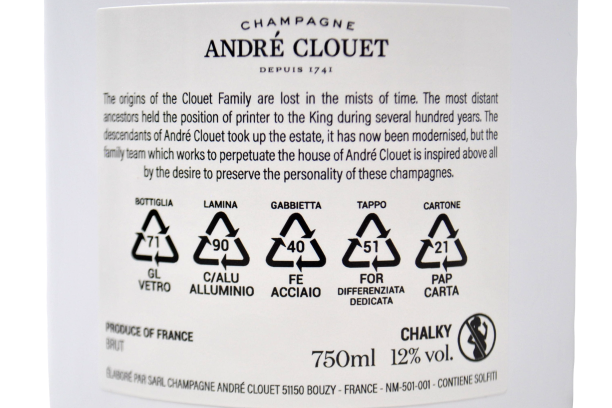 CHAMPAGNE
ANDRÉ CLOUET
DEPUIS 1741
The origins of the Clouet Family are lost in the mists of time. The most distant
ancestors held the position of printer to the King during several hundred years. The
descendants of André Clouet took up the estate, it has now been modernised, but the
family team which works to perpetuate the house of André Clouet is inspired above all
by the desire to preserve the personality of these champagnes.
BOTTIGLIA LAMINA GABBIETTA TAPPO CARTONE
71 90 40 51 21
GL C/ALU FE FOR PAP
VETRO ALLUMINIO ACCIAIO DIFFERENZIATA CARTA
DEDICATA
PRODUCE OF FRANCE CHALKY
BRUT 750ml 12% vol.
ÉLABORÉ PAR SARL CHAMPAGNE ANDRÉ CLOUET 51150 BOUZY - FRANCE - NM-501-001 - CONTIENE SOLFITI